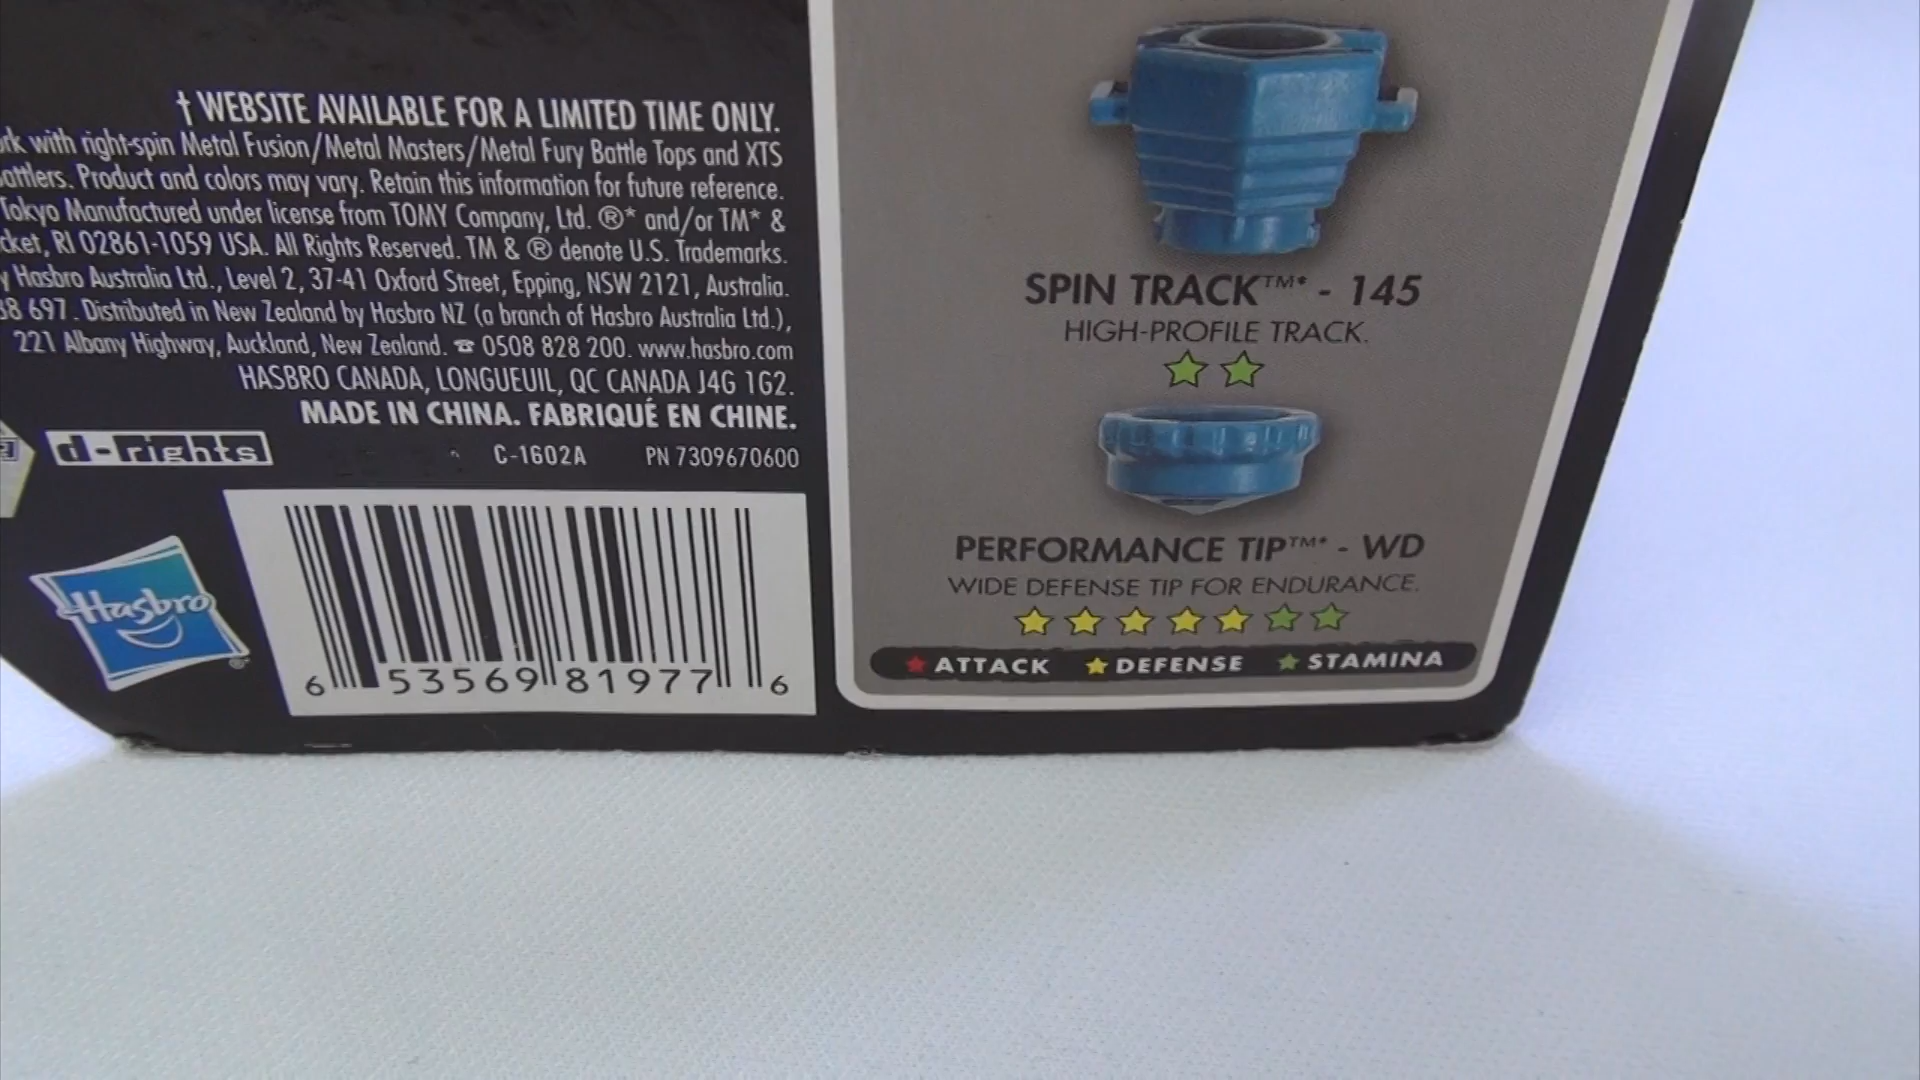 † WEBSITE AVAILABLE FOR A LIMITED TIME ONLY.
with right-spin Metal Fusion/Metal Masters/Metal Fury Battle Tops and XTS
Product and colors may vary. Retain this information for future reference.
Tokyo Manufactured under license from TOMY Company, Ltd. ®* and/or TM* &
RI 02861-1059 USA. All Rights Reserved. TM & ® denote U.S. Trademarks.
Hasbro Australia Ltd., Level 2, 37-41 Oxford Street, Epping, NSW 2121, Australia.
697. Distributed in New Zealand by Hasbro NZ (a branch of Hasbro Australia Ltd.),
221 Albany Highway, Auckland, New Zealand. ☎ 0508 828 200. www.hasbro.com
HASBRO CANADA, LONGUEUIL, QC CANADA J4G 1G2.
MADE IN CHINA. FABRIQUÉ EN CHINE.
d-rights
C-1602A PN 7309670600
Hasbro®
6 53569 81977 6
SPIN TRACK™* - 145
HIGH-PROFILE TRACK.
PERFORMANCE TIP™* - WD
WIDE DEFENSE TIP FOR ENDURANCE.
ATTACK DEFENSE STAMINA